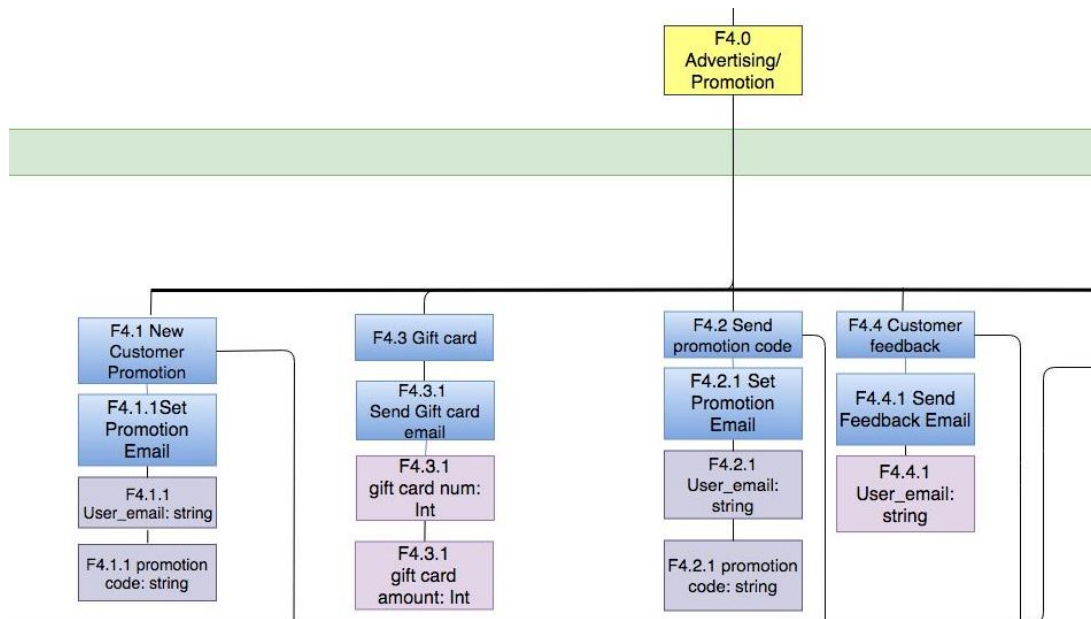 F4.0
Advertising/
Promotion
F4.1 New
Customer
Promotion
F4.1.1Set
Promotion
Email
F4.1.1
User_email: string
F4.1.1 promotion
code: string
F4.3 Gift card
F4.3.1
Send Gift card
email
F4.3.1
gift card num:
Int
F4.3.1
gift card
amount: Int
F4.2 Send
promotion code
F4.2.1 Set
Promotion
Email
F4.2.1
User_email:
string
F4.2.1 promotion
code: string
F4.4 Customer
feedback
F4.4.1 Send
Feedback Email
F4.4.1
User_email:
string